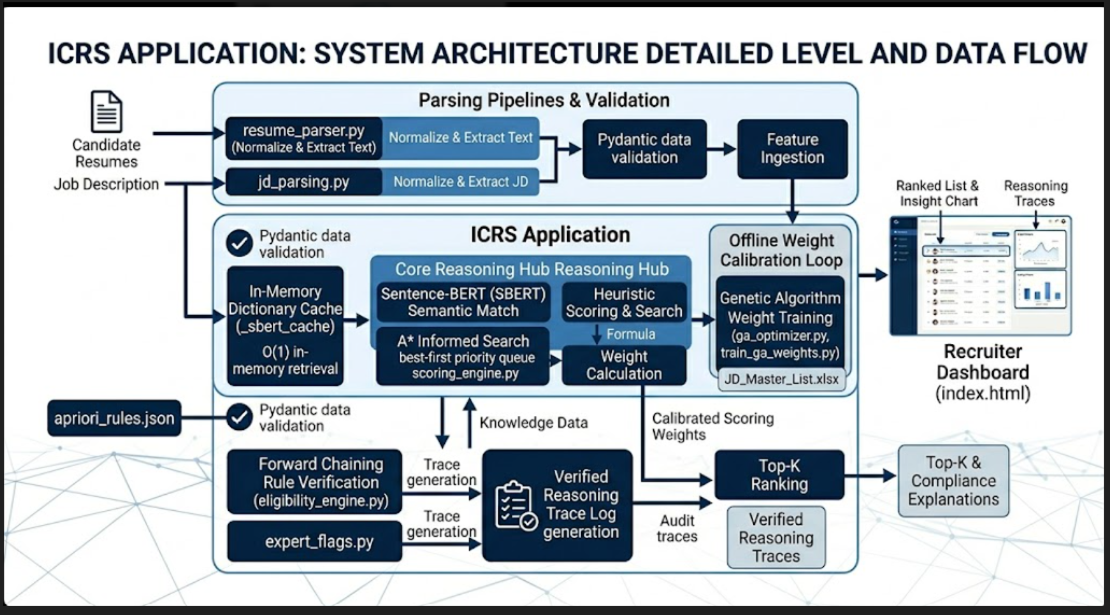 ICRS APPLICATION: SYSTEM ARCHITECTURE DETAILED LEVEL AND DATA FLOW
Candidate
Resumes
Job Description
Parsing Pipelines & Validation
resume_parser.py
(Normalize & Extract Text)
Normalize & Extract Text
jd_parsing.py
Normalize & Extract JD
Pydantic data
validation
Feature
Ingestion
ICRS Application
Pydantic data
validation
In-Memory
Dictionary Cache
(_sbert_cache)
O(1) in-
memory retrieval
Core Reasoning Hub Reasoning Hub
Sentence-BERT (SBERT)
Semantic Match
Heuristic
Scoring & Search
Formula
A* Informed Search
best-first priority queue
scoring_engine.py
Weight
Calculation
Offline Weight
Calibration Loop
Genetic Algorithm
Weight Training
(ga_optimizer.py,
train_ga_weights.py)
JD_Master_List.xlsx
Ranked List &
Insight Chart
Reasoning
Traces
Recruiter
Dashboard
(index.html)
apriori_rules.json
Pydantic data
validation
Knowledge Data
Calibrated Scoring
Weights
Forward Chaining
Rule Verification
(eligibility_engine.py)
Trace
generation
expert_flags.py
Trace
generation
Verified
Reasoning
Trace Log
generation
Audit
traces
Top-K
Ranking
Verified
Reasoning
Traces
Top-K &
Compliance
Explanations